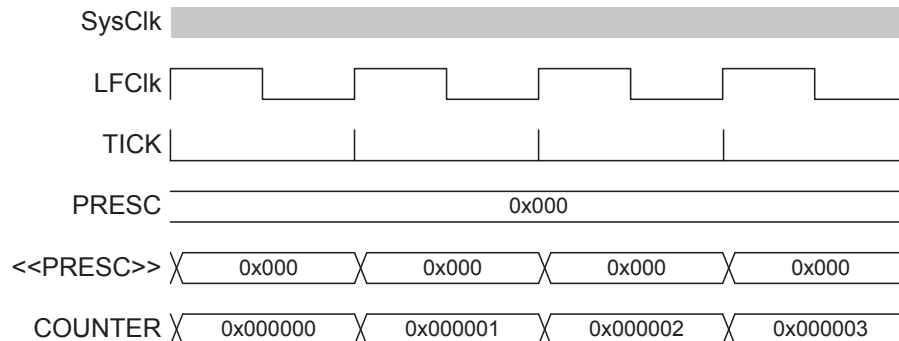 SysClk
LFClk
TICK
PRESC 0x000
<<PRESC>> 0x000 0x000 0x000 0x000
COUNTER 0x000000 0x000001 0x000002 0x000003